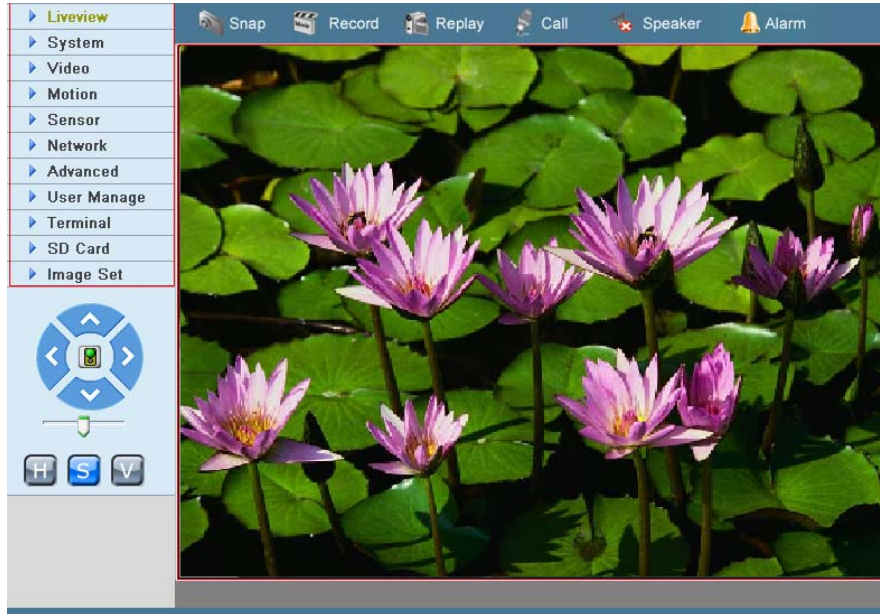 Liveview
System
Video
Motion
Sensor
Network
Advanced
User Manage
Terminal
SD Card
Image Set
H S V
Snap Record Replay Call Speaker Alarm